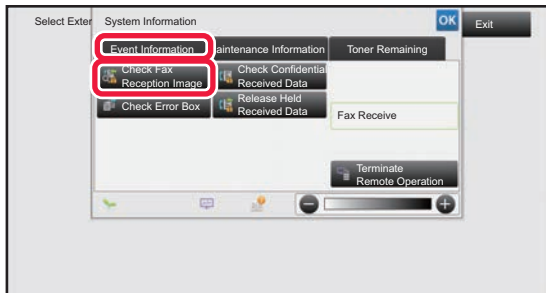 Select Exter
System Information
OK
Exit
Event Information
aintenance Information
Toner Remaining
Check Fax
Reception Image
Check Confidential
Received Data
Check Error Box
Release Held
Received Data
Fax Receive
Terminate
Remote Operation